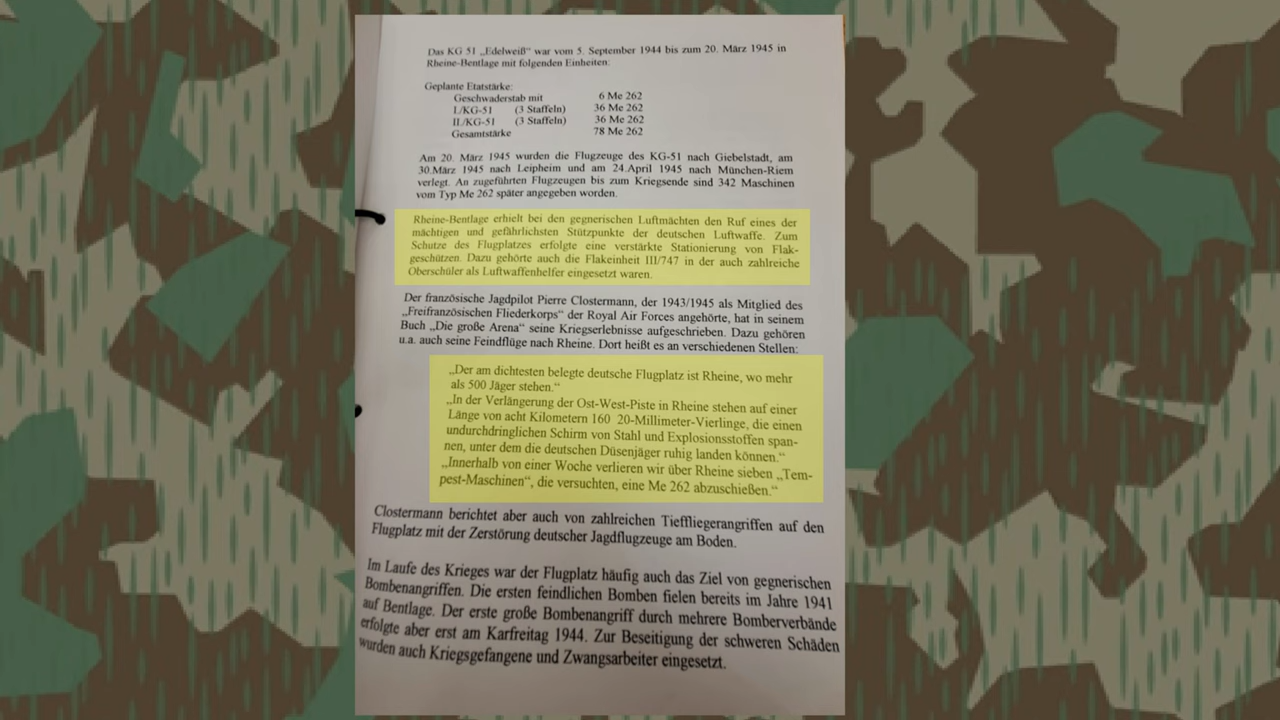 Das KG 51 „Edelweiß“ war vom 5. September 1944 bis zum 20. März 1945 in
Rheine-Bentlage mit folgenden Einheiten:
Geplante Etatstärke:
Geschwaderstab mit 6 Me 262
I./KG-51 (3 Staffeln) 36 Me 262
II./KG-51 (3 Staffeln) 36 Me 262
Gesamtstärke 78 Me 262
Am 20. März 1945 wurden die Flugzeuge des KG-51 nach Giebelstadt, am
30.März 1945 nach Leipheim und am 24.April 1945 nach München-Riem
verlegt. An zugeführten Flugzeugen bis zum Kriegsende sind 342 Maschinen
vom Typ Me 262 später angegeben worden.
Rheine-Bentlage erhielt bei den gegnerischen Luftmächten den Ruf eines der
mächtigen und gefährlichsten Stützpunkte der deutschen Luftwaffe. Zum
Schutze des Flugplatzes erfolgte eine verstärkte Stationierung von Flak-
geschützen. Dazu gehörte auch die Flakeinheit III/747 in der auch zahlreiche
Oberschüler als Luftwaffenhelfer eingesetzt waren.
Der französische Jagdpilot Pierre Clostermann, der 1943/1945 als Mitglied des
„Freifranzösischen Fliederkorps“ der Royal Air Forces angehörte, hat in seinem
Buch „Die große Arena“ seine Kriegserlebnisse aufgeschrieben. Dazu gehören
u.a. auch seine Feindflüge nach Rheine. Dort heißt es an verschiedenen Stellen:
„Der am dichtesten belegte deutsche Flugplatz ist Rheine, wo mehr
als 500 Jäger stehen.“
„In der Verlängerung der Ost-West-Piste in Rheine stehen auf einer
Länge von acht Kilometern 160 20-Millimeter-Vierlinge, die einen
undurchdringlichen Schirm von Stahl und Explosionsstoffen span-
nen, unter dem die deutschen Düsenjäger ruhig landen können.“
„Innerhalb von einer Woche verlieren wir über Rheine sieben „Tem-
pest-Maschinen“, die versuchten, eine Me 262 abzuschießen.“
Clostermann berichtet aber auch von zahlreichen Tieffliegerangriffen auf den
Flugplatz mit der Zerstörung deutscher Jagdflugzeuge am Boden.
Im Laufe des Krieges war der Flugplatz häufig auch das Ziel von gegnerischen
Bombenangriffen. Die ersten feindlichen Bomben fielen bereits im Jahre 1941
auf Bentlage. Der erste große Bombenangriff durch mehrere Bomberverbände
erfolgte aber erst am Karfreitag 1944. Zur Beseitigung der schweren Schäden
wurden auch Kriegsgefangene und Zwangsarbeiter eingesetzt.